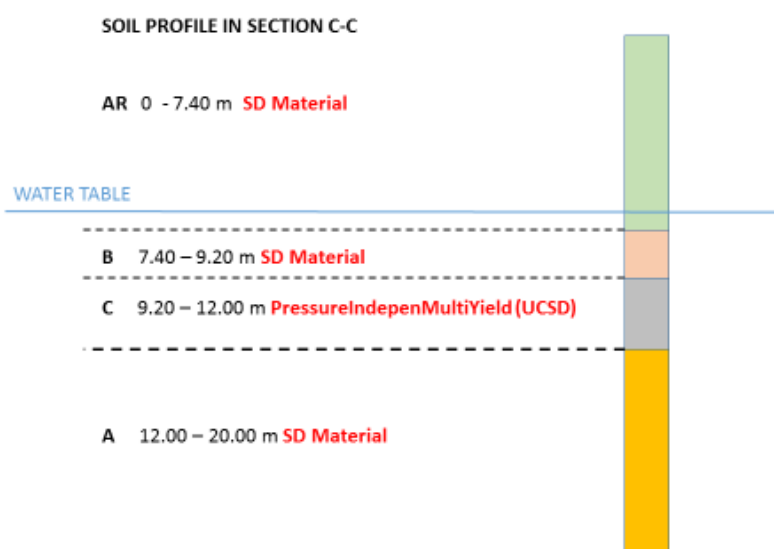 SOIL PROFILE IN SECTION C-C
AR 0 - 7.40 m SD Material
WATER TABLE
B 7.40 – 9.20 m SD Material
C 9.20 – 12.00 m PressureIndepenMultiYield (UCSD)
A 12.00 – 20.00 m SD Material